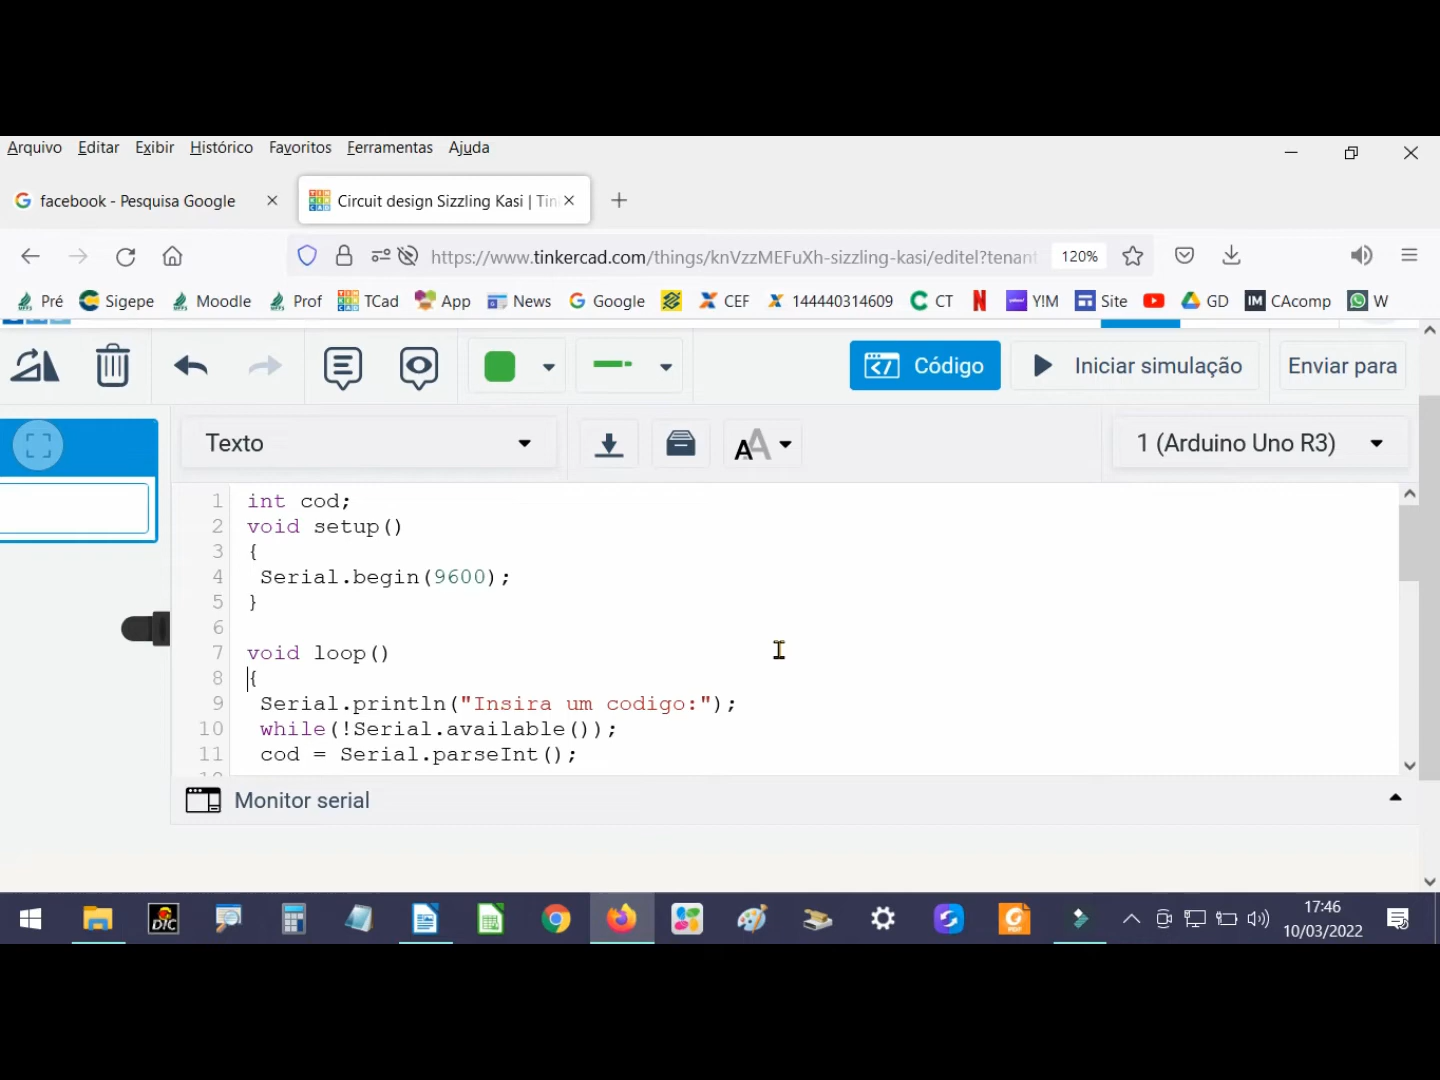 Arquivo Editar Exibir Histórico Favoritos Ferramentas Ajuda
facebook - Pesquisa Google Circuit design Sizzling Kasi | Tin
https://www.tinkercad.com/things/knVzzMEFuXh-sizzling-kasi/editel?tenant 120%
Pré Sigepe Moodle Prof TCad App News Google CEF 144440314609 CT Y!M Site GD IM CAcomp W
Código Iniciar simulação Enviar para
Texto AA 1 (Arduino Uno R3)
1 int cod;
2 void setup()
3 {
4 Serial.begin(9600);
5 }
6
7 void loop()
8 {
9 Serial.println("Insira um codigo:");
10 while(!Serial.available());
11 cod = Serial.parseInt();
Monitor serial
DIC
17:46
10/03/2022